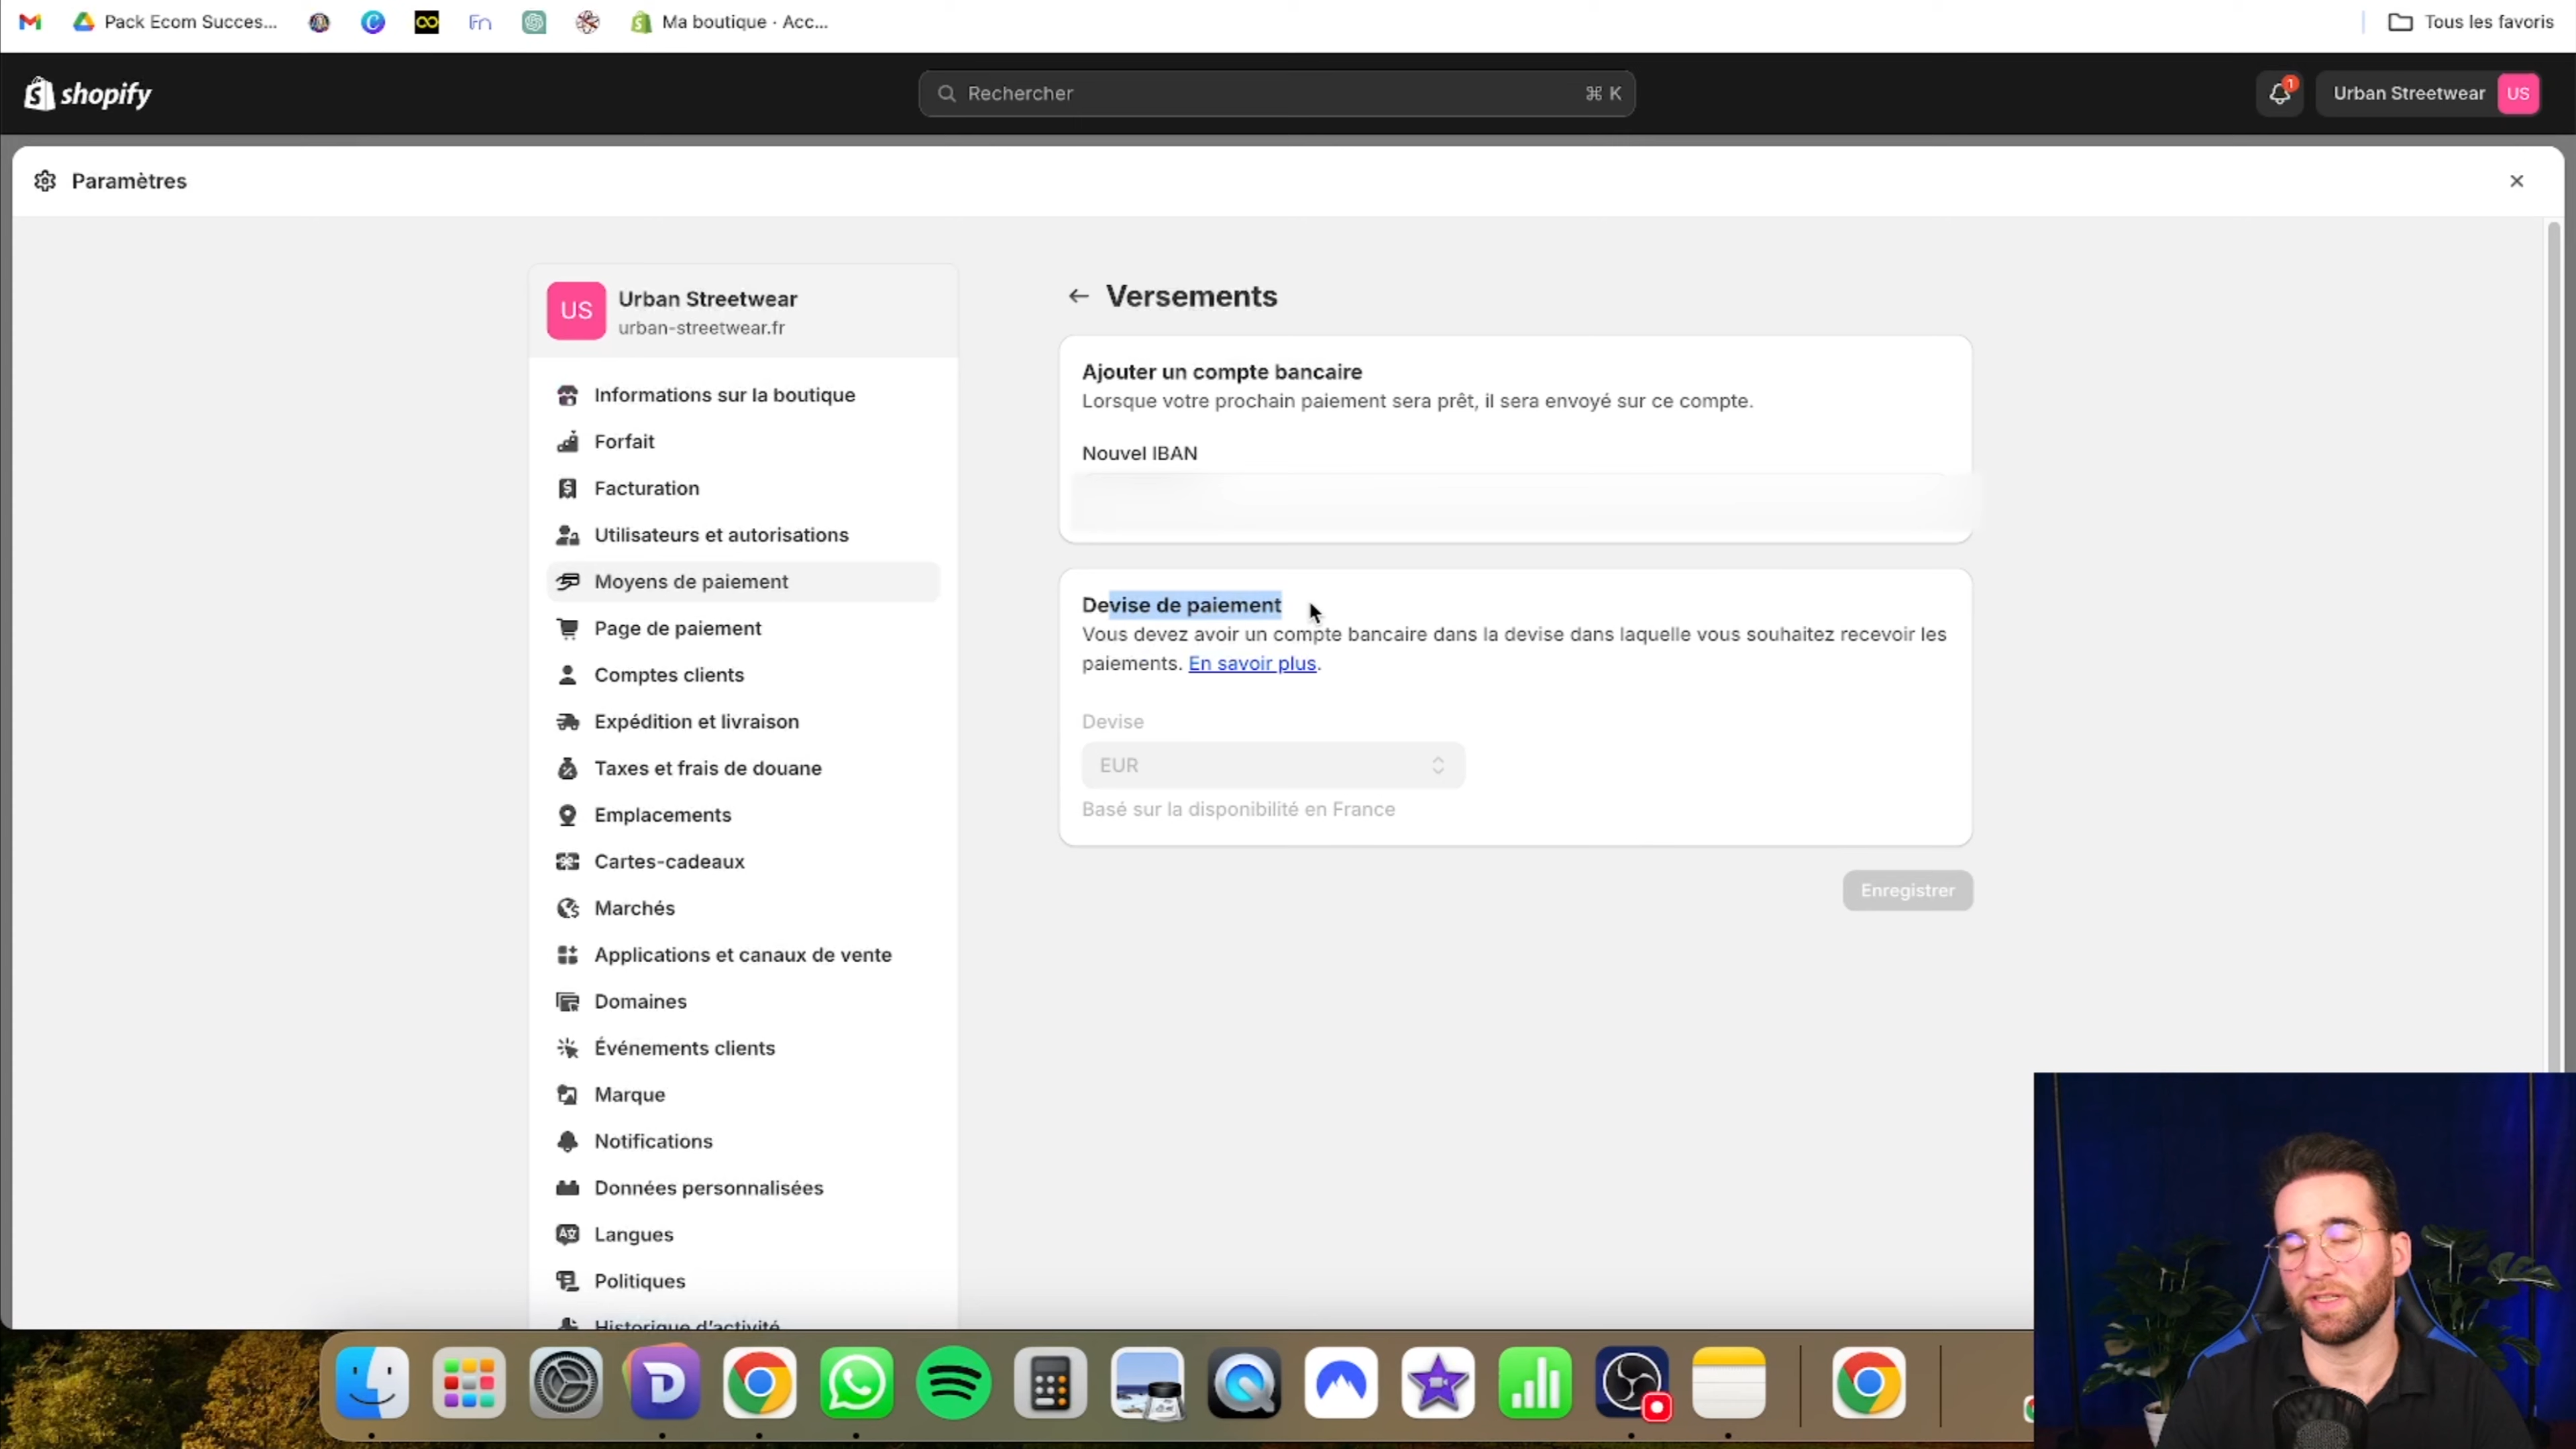 Pack Ecom Succes...
Fn
Ma boutique · Acc...
Tous les favoris
shopify
Rechercher
⌘ K
1
Urban Streetwear
US
Paramètres
US
Urban Streetwear
urban-streetwear.fr
Informations sur la boutique
Forfait
Facturation
Utilisateurs et autorisations
Moyens de paiement
Page de paiement
Comptes clients
Expédition et livraison
Taxes et frais de douane
Emplacements
Cartes-cadeaux
Marchés
Applications et canaux de vente
Domaines
Événements clients
Marque
Notifications
Données personnalisées
Langues
Politiques
Historique d'activité
Versements
Ajouter un compte bancaire
Lorsque votre prochain paiement sera prêt, il sera envoyé sur ce compte.
Nouvel IBAN
Devise de paiement
Vous devez avoir un compte bancaire dans la devise dans laquelle vous souhaitez recevoir les
paiements. En savoir plus.
Devise
EUR
Basé sur la disponibilité en France
Enregistrer